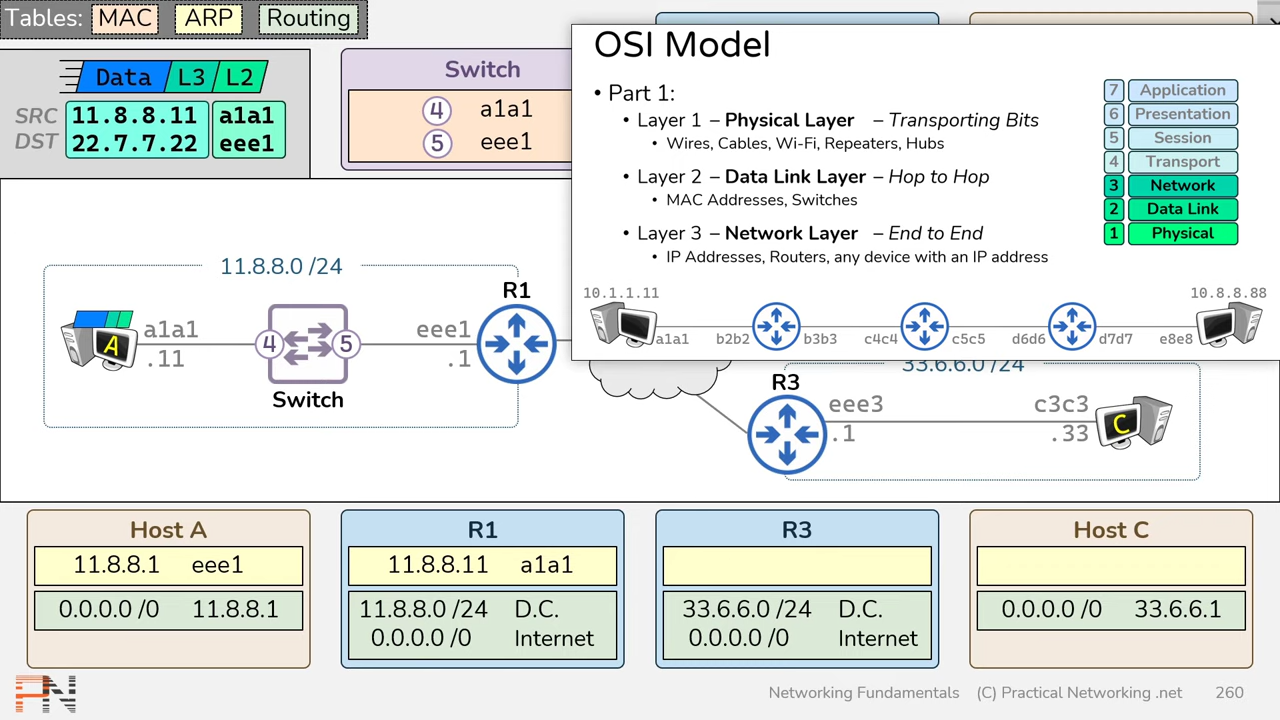 Tables: MAC ARP Routing
Data L3 L2
SRC 11.8.8.11 a1a1
DST 22.7.7.22 eee1
Switch
4 a1a1
5 eee1
OSI Model
• Part 1:
• Layer 1 – Physical Layer – Transporting Bits
• Wires, Cables, Wi-Fi, Repeaters, Hubs
• Layer 2 – Data Link Layer – Hop to Hop
• MAC Addresses, Switches
• Layer 3 – Network Layer – End to End
• IP Addresses, Routers, any device with an IP address
7 Application
6 Presentation
5 Session
4 Transport
3 Network
2 Data Link
1 Physical
10.1.1.11 10.8.8.88
a1a1 b2b2 b3b3 c4c4 c5c5 d6d6 d7d7 e8e8
11.8.8.0 /24
R1
A a1a1 4 5 eee1
.11 .1
Switch
33.6.6.0 /24
R3
eee3 c3c3 C
.1 .33
Host A
11.8.8.1 eee1
0.0.0.0 /0 11.8.8.1
R1
11.8.8.11 a1a1
11.8.8.0 /24 D.C.
0.0.0.0 /0 Internet
R3
33.6.6.0 /24 D.C.
0.0.0.0 /0 Internet
Host C
0.0.0.0 /0 33.6.6.1
PN
Networking Fundamentals (C) Practical Networking .net 260